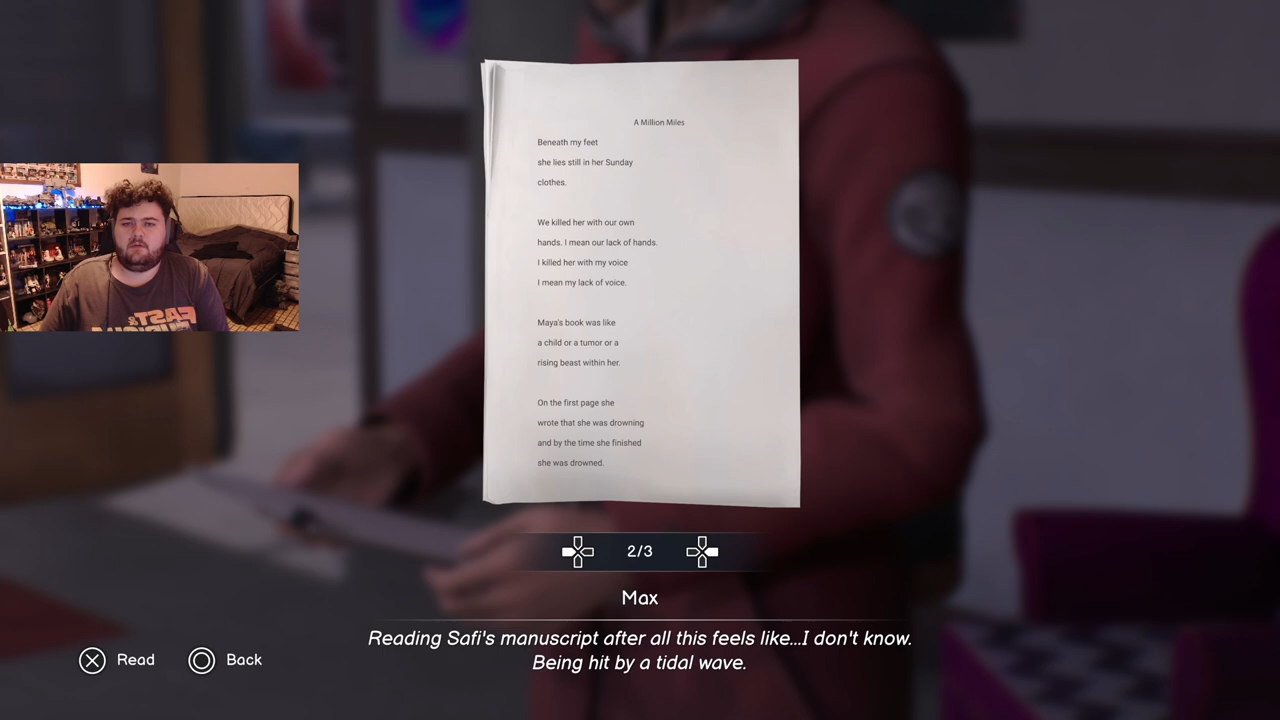 A Million Miles
Beneath my feet
she lies still in her Sunday
clothes.
We killed her with our own
hands. I mean our lack of hands.
I killed her with my voice
I mean my lack of voice.
Maya's book was like
a child or a tumor or a
rising beast within her.
On the first page she
wrote that she was drowning
and by the time she finished
she was drowned.
2/3
Max
Reading Safi's manuscript after all this feels like...I don't know.
Being hit by a tidal wave.
Read
Back